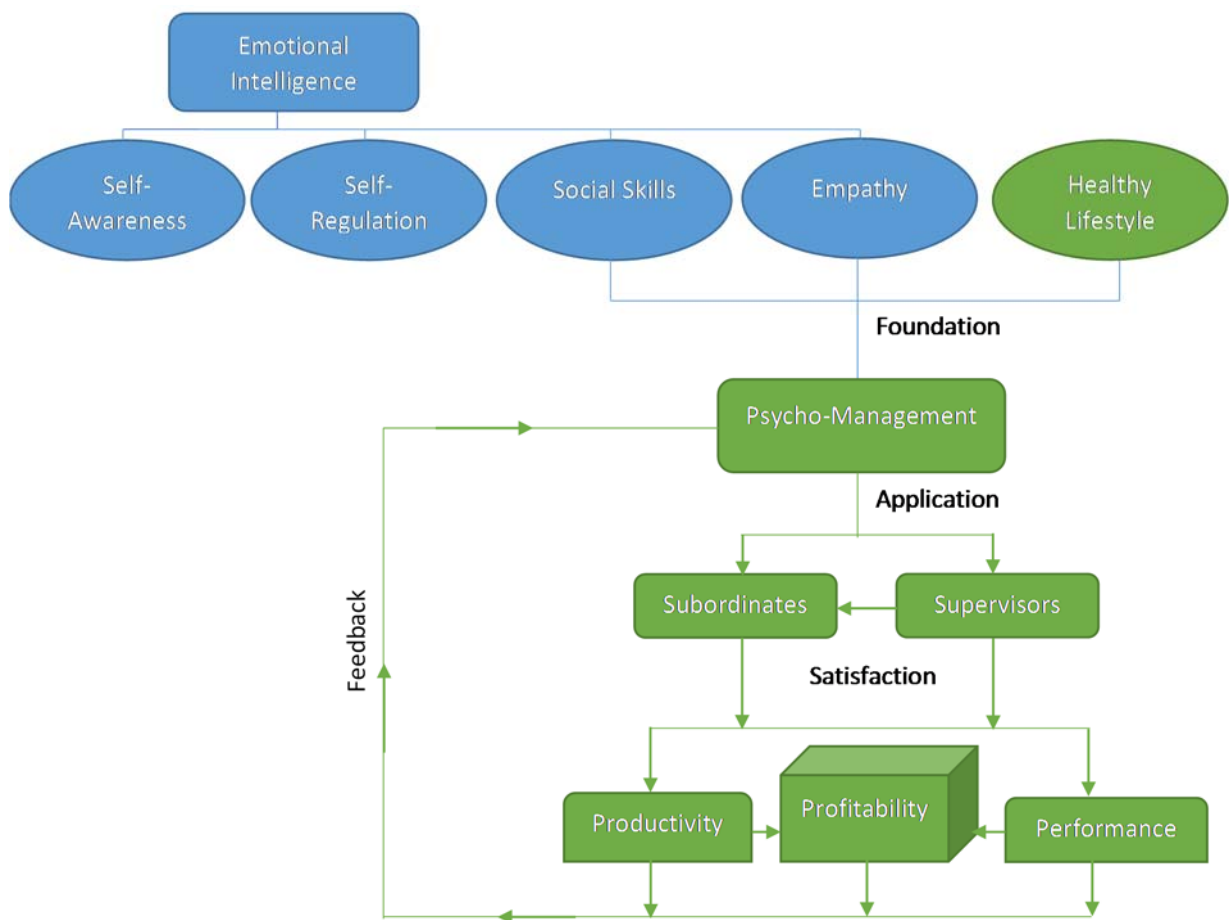 Emotional
Intelligence
Self-
Awareness
Self-
Regulation
Social Skills
Empathy
Healthy
Lifestyle
Foundation
Psycho-Management
Application
Subordinates
Supervisors
Feedback
Satisfaction
Productivity
Profitability
Performance